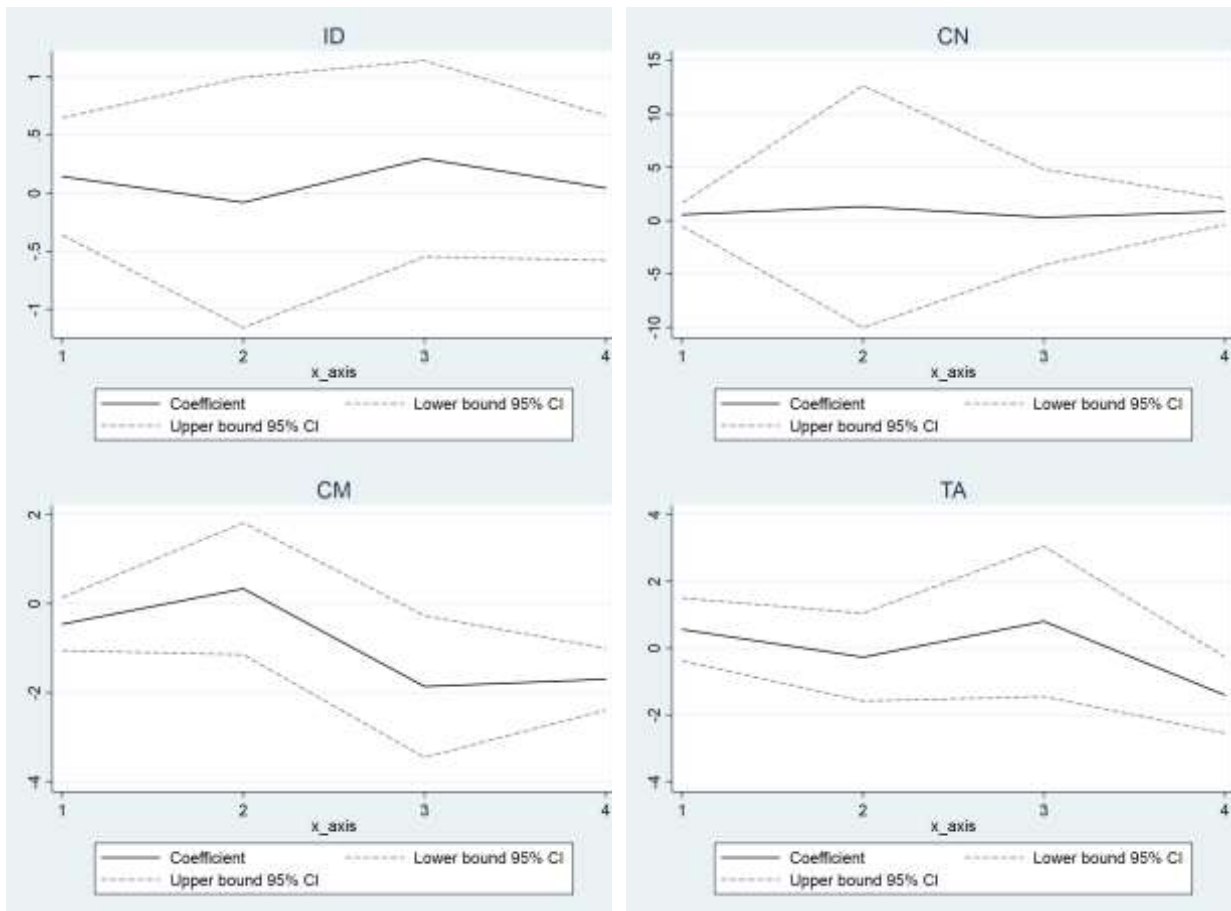 ID
1
.5
0
-.5
-1
1 2 3 4
x_axis
Coefficient Lower bound 95% CI
Upper bound 95% CI
CN
15
10
5
0
-5
-10
1 2 3 4
x_axis
Coefficient Lower bound 95% CI
Upper bound 95% CI
CM
2
0
-2
-4
1 2 3 4
x_axis
Coefficient Lower bound 95% CI
Upper bound 95% CI
TA
4
2
0
-2
-4
1 2 3 4
x_axis
Coefficient Lower bound 95% CI
Upper bound 95% CI